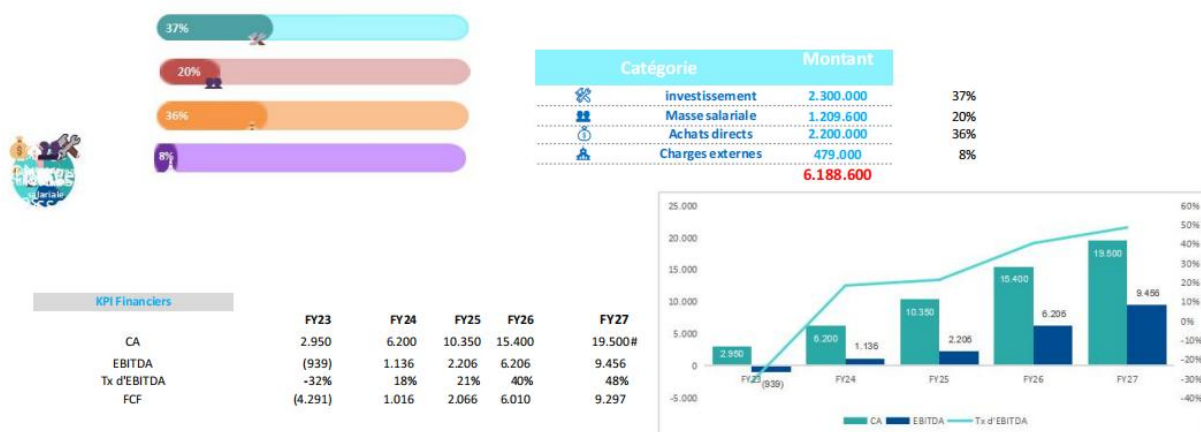 37%
20%
36%
8%
salariale
Catégorie Montant
investissement 2.300.000 37%
Masse salariale 1.209.600 20%
Achats directs 2.200.000 36%
Charges externes 479.000 8%
6.188.600
KPI Financiers
FY23 FY24 FY25 FY26 FY27
CA 2.950 6.200 10.350 15.400 19.500#
EBITDA (939) 1.136 2.206 6.206 9.456
Tx d'EBITDA -32% 18% 21% 40% 48%
FCF (4.291) 1.016 2.066 6.010 9.297
25.000 60%
20.000 50%
15.000 40%
10.000 30%
5.000 20%
0 10%
-5.000 0%
-10%
-20%
-30%
-40%
2.950 6.200 10.350 15.400 19.500
(939) 1.136 2.206 6.206 9.456
FY23 FY24 FY25 FY26 FY27
CA EBITDA Tx d'EBITDA